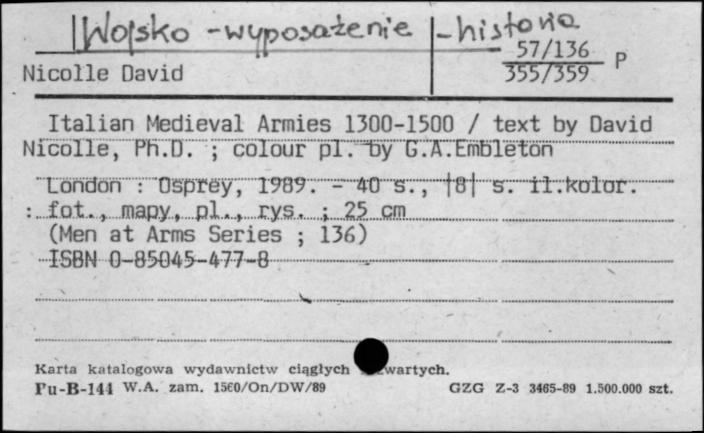 Wojsko - wyposażenie - historia
57/136 P
Nicolle David 355/359
Italian Medieval Armies 1300-1500 / text by David
Nicolle, Ph.D. ; colour pl. by G.A.Embleton
London : Osprey, 1989. - 40 s., |8| s. il.kolor.
: fot., mapy, pl., rys. ; 25 cm
(Men at Arms Series ; 136)
ISBN 0-85045-477-8
Karta katalogowa wydawnictw ciągłych wartych.
Pu-B-144 W.A. zam. 1560/On/DW/89 GZG Z-3 3465-89 1.500.000 szt.